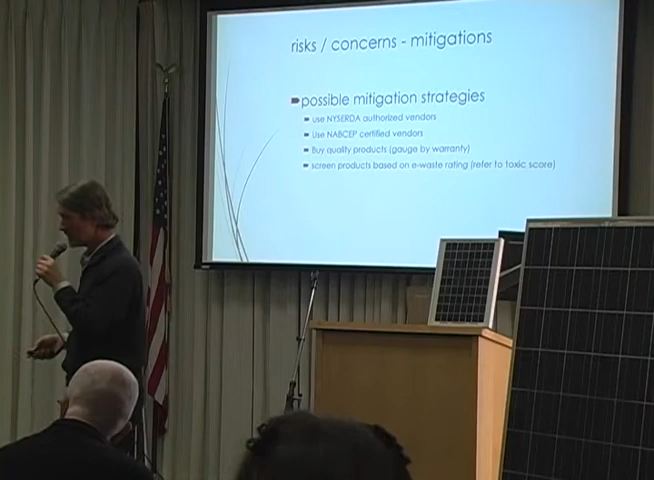 risks / concerns - mitigations
possible mitigation strategies
use NYSERDA authorized vendors
Use NABCEP certified vendors
Buy quality products (gauge by warranty)
screen products based on e-waste rating (refer to toxic score)